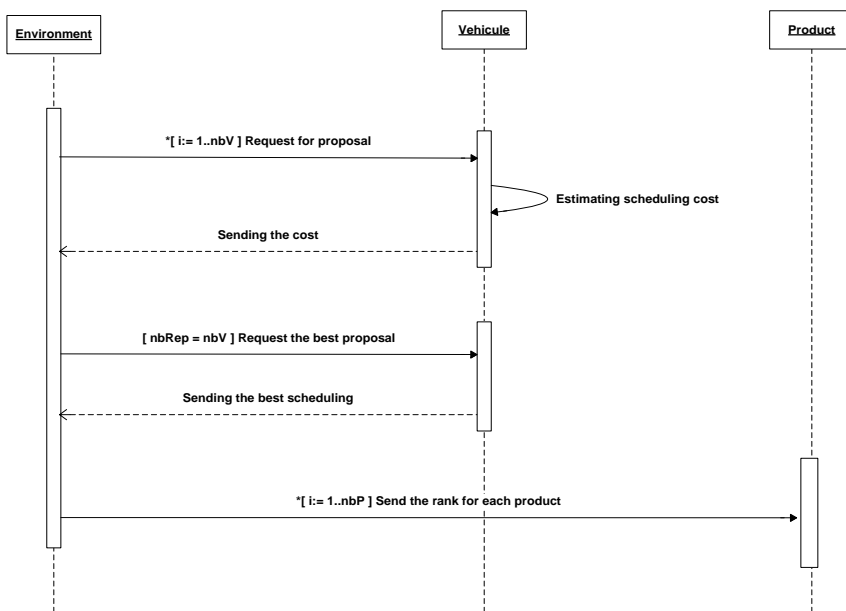 Environment
Vehicule
Product
*[ i:= 1..nbV ] Request for proposal
Estimating scheduling cost
Sending the cost
[ nbRep = nbV ] Request the best proposal
Sending the best scheduling
*[ i:= 1..nbP ] Send the rank for each product